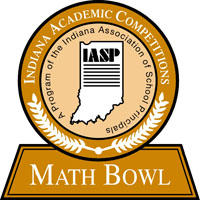 INDIANA ACADEMIC COMPETITIONS
A Program of the Indiana Association of School Principals
IASP
MATH BOWL